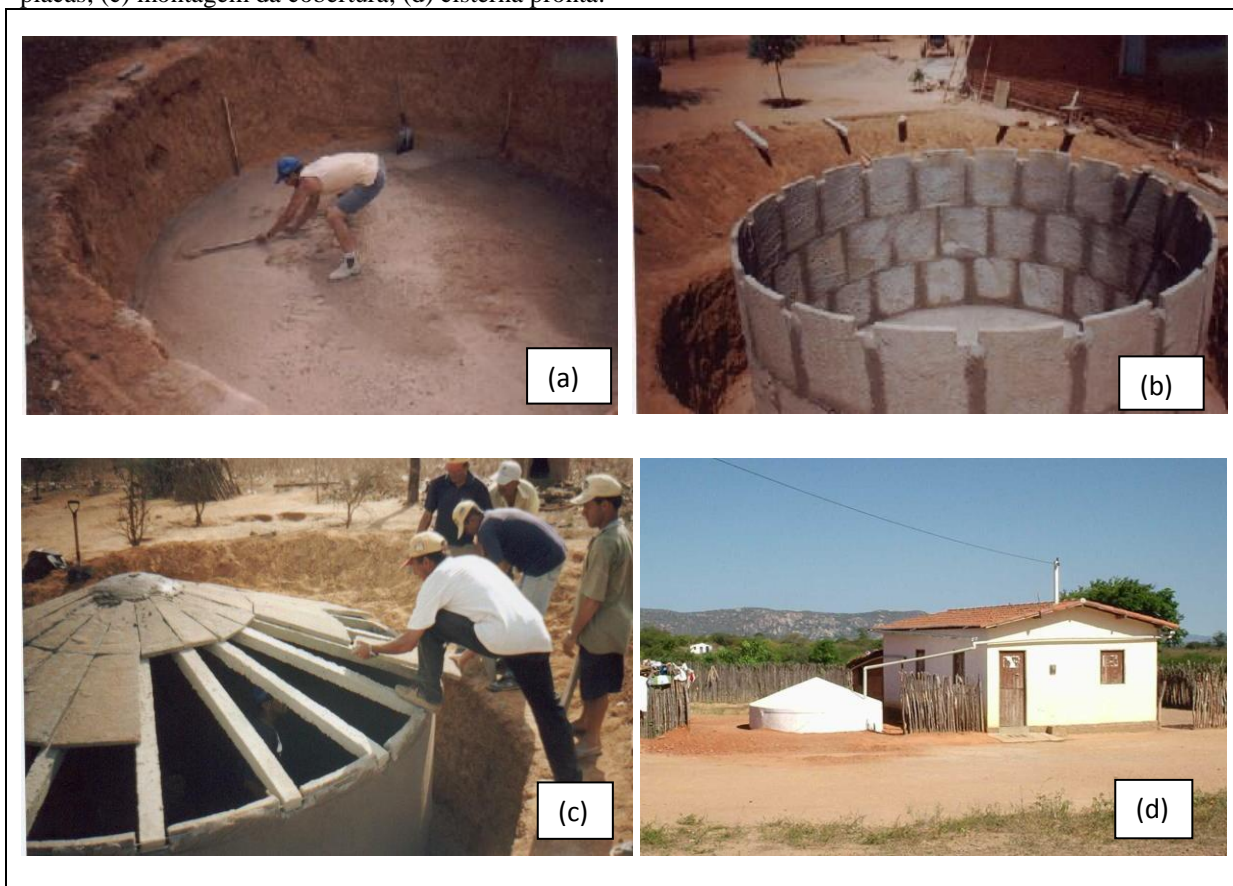 placas; (c) montagem da cobertura; (d) cisterna pronta.
(a)
(b)
(c)
(d)